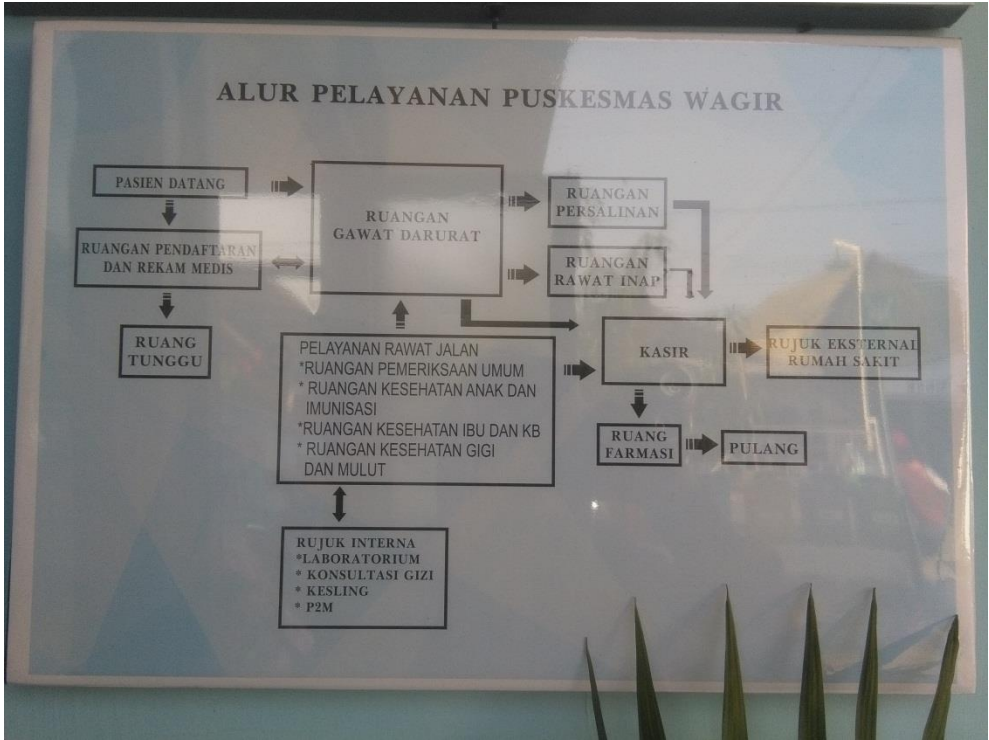 ALUR PELAYANAN PUSKESMAS WAGIR
PASIEN DATANG
RUANGAN PENDAFTARAN
DAN REKAM MEDIS
RUANG
TUNGGU
RUANGAN
GAWAT DARURAT
RUANGAN
PERSALINAN
RUANGAN
RAWAT INAP
PELAYANAN RAWAT JALAN
*RUANGAN PEMERIKSAAN UMUM
* RUANGAN KESEHATAN ANAK DAN
IMUNISASI
*RUANGAN KESEHATAN IBU DAN KB
* RUANGAN KESEHATAN GIGI
DAN MULUT
KASIR
RUJUK EKSTERNAL
RUMAH SAKIT
RUANG
FARMASI
PULANG
RUJUK INTERNA
*LABORATORIUM
* KONSULTASI GIZI
* KESLING
* P2M